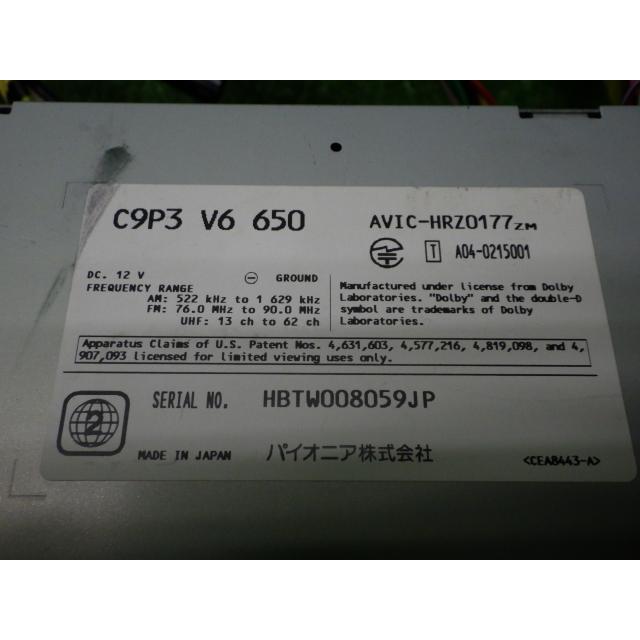 C9P3 V6 650
AVIC-HRZ0177ZM
T A04-0215001
DC. 12 V
⊖ GROUND
FREQUENCY RANGE
AM: 522 kHz to 1 629 kHz
FM: 76.0 MHz to 90.0 MHz
UHF: 13 ch to 62 ch
Manufactured under license from Dolby
Laboratories. "Dolby" and the double-D
symbol are trademarks of Dolby
Laboratories.
Apparatus Claims of U.S. Patent Nos. 4,631,603, 4,577,216, 4,819,098, and 4,
907,093 licensed for limited viewing uses only.
2
SERIAL NO. HBTW008059JP
MADE IN JAPAN パイオニア株式会社
<CEA8443-A>